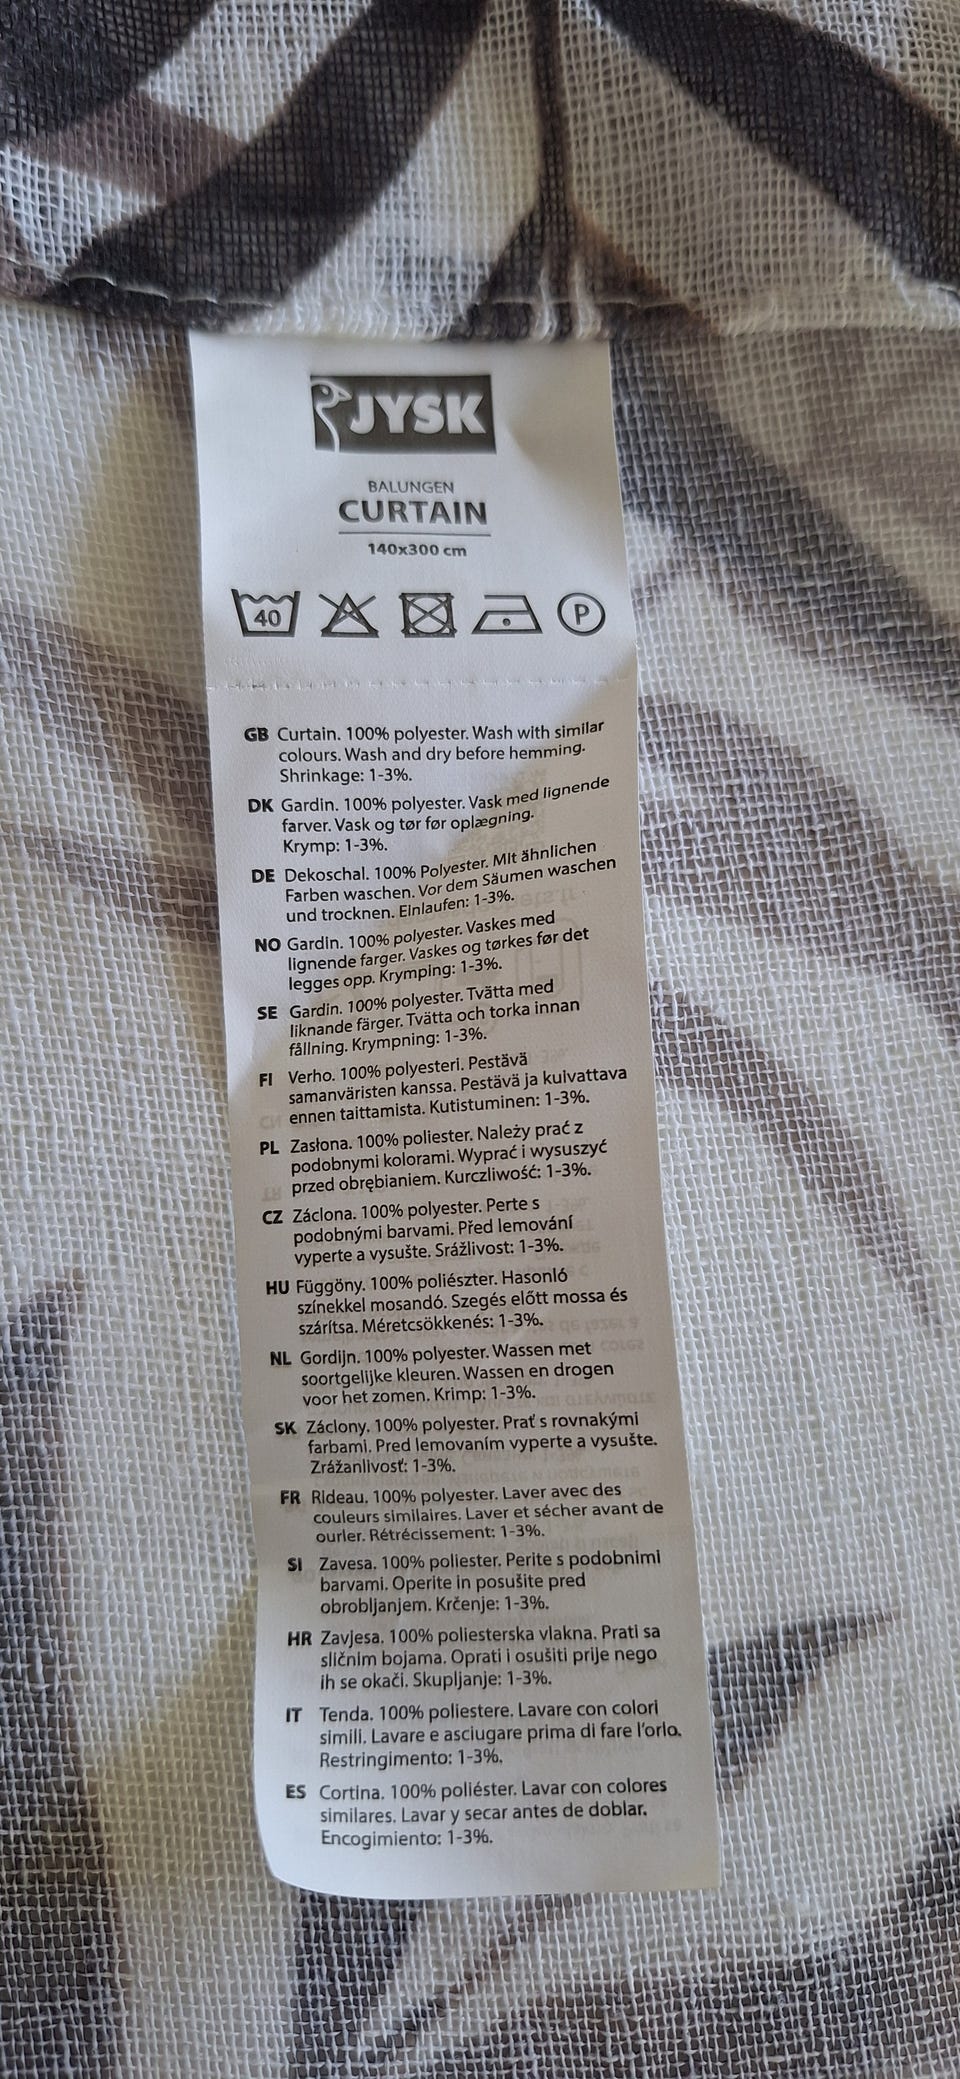 JYSK
BALUNGEN
CURTAIN
140x300 cm
40 P
GB Curtain. 100% polyester. Wash with similar
colours. Wash and dry before hemming.
Shrinkage: 1-3%.
DK Gardin. 100% polyester. Vask med lignende
farver. Vask og tør før oplægning.
Krymp: 1-3%.
DE Dekoschal. 100% Polyester. Mit ähnlichen
Farben waschen. Vor dem Säumen waschen
und trocknen. Einlaufen: 1-3%.
NO Gardin. 100% polyester. Vaskes med
lignende farger. Vaskes og tørkes før det
legges opp. Krymping: 1-3%.
SE Gardin. 100% polyester. Tvätta med
liknande färger. Tvätta och torka innan
fållning. Krympning: 1-3%.
FI Verho. 100% polyesteri. Pestävä
samanväristen kanssa. Pestävä ja kuivattava
ennen taittamista. Kutistuminen: 1-3%.
PL Zasłona. 100% poliester. Należy prać z
podobnymi kolorami. Wyprać i wysuszyć
przed obrębianiem. Kurczliwość: 1-3%.
CZ Záclona. 100% polyester. Perte s
podobnými barvami. Před lemování
vyperte a vysušte. Srážlivost: 1-3%.
HU Függöny. 100% poliészter. Hasonló
színekkel mosandó. Szegés előtt mossa és
szárítsa. Méretcsökkenés: 1-3%.
NL Gordijn. 100% polyester. Wassen met
soortgelijke kleuren. Wassen en drogen
voor het zomen. Krimp: 1-3%.
SK Záclony. 100% polyester. Prať s rovnakými
farbami. Pred lemovaním vyperte a vysušte.
Zrážanlivosť: 1-3%.
FR Rideau. 100% polyester. Laver avec des
couleurs similaires. Laver et sécher avant de
ourler. Rétrécissement: 1-3%.
SI Zavesa. 100% poliester. Perite s podobnimi
barvami. Operite in posušite pred
obrobljanjem. Krčenje: 1-3%.
HR Zavjesa. 100% poliesterska vlakna. Prati sa
sličnim bojama. Oprati i osušiti prije nego
ih se okači. Skupljanje: 1-3%.
IT Tenda. 100% poliestere. Lavare con colori
simili. Lavare e asciugare prima di fare l'orlo.
Restringimento: 1-3%.
ES Cortina. 100% poliéster. Lavar con colores
similares. Lavar y secar antes de doblar.
Encogimiento: 1-3%.